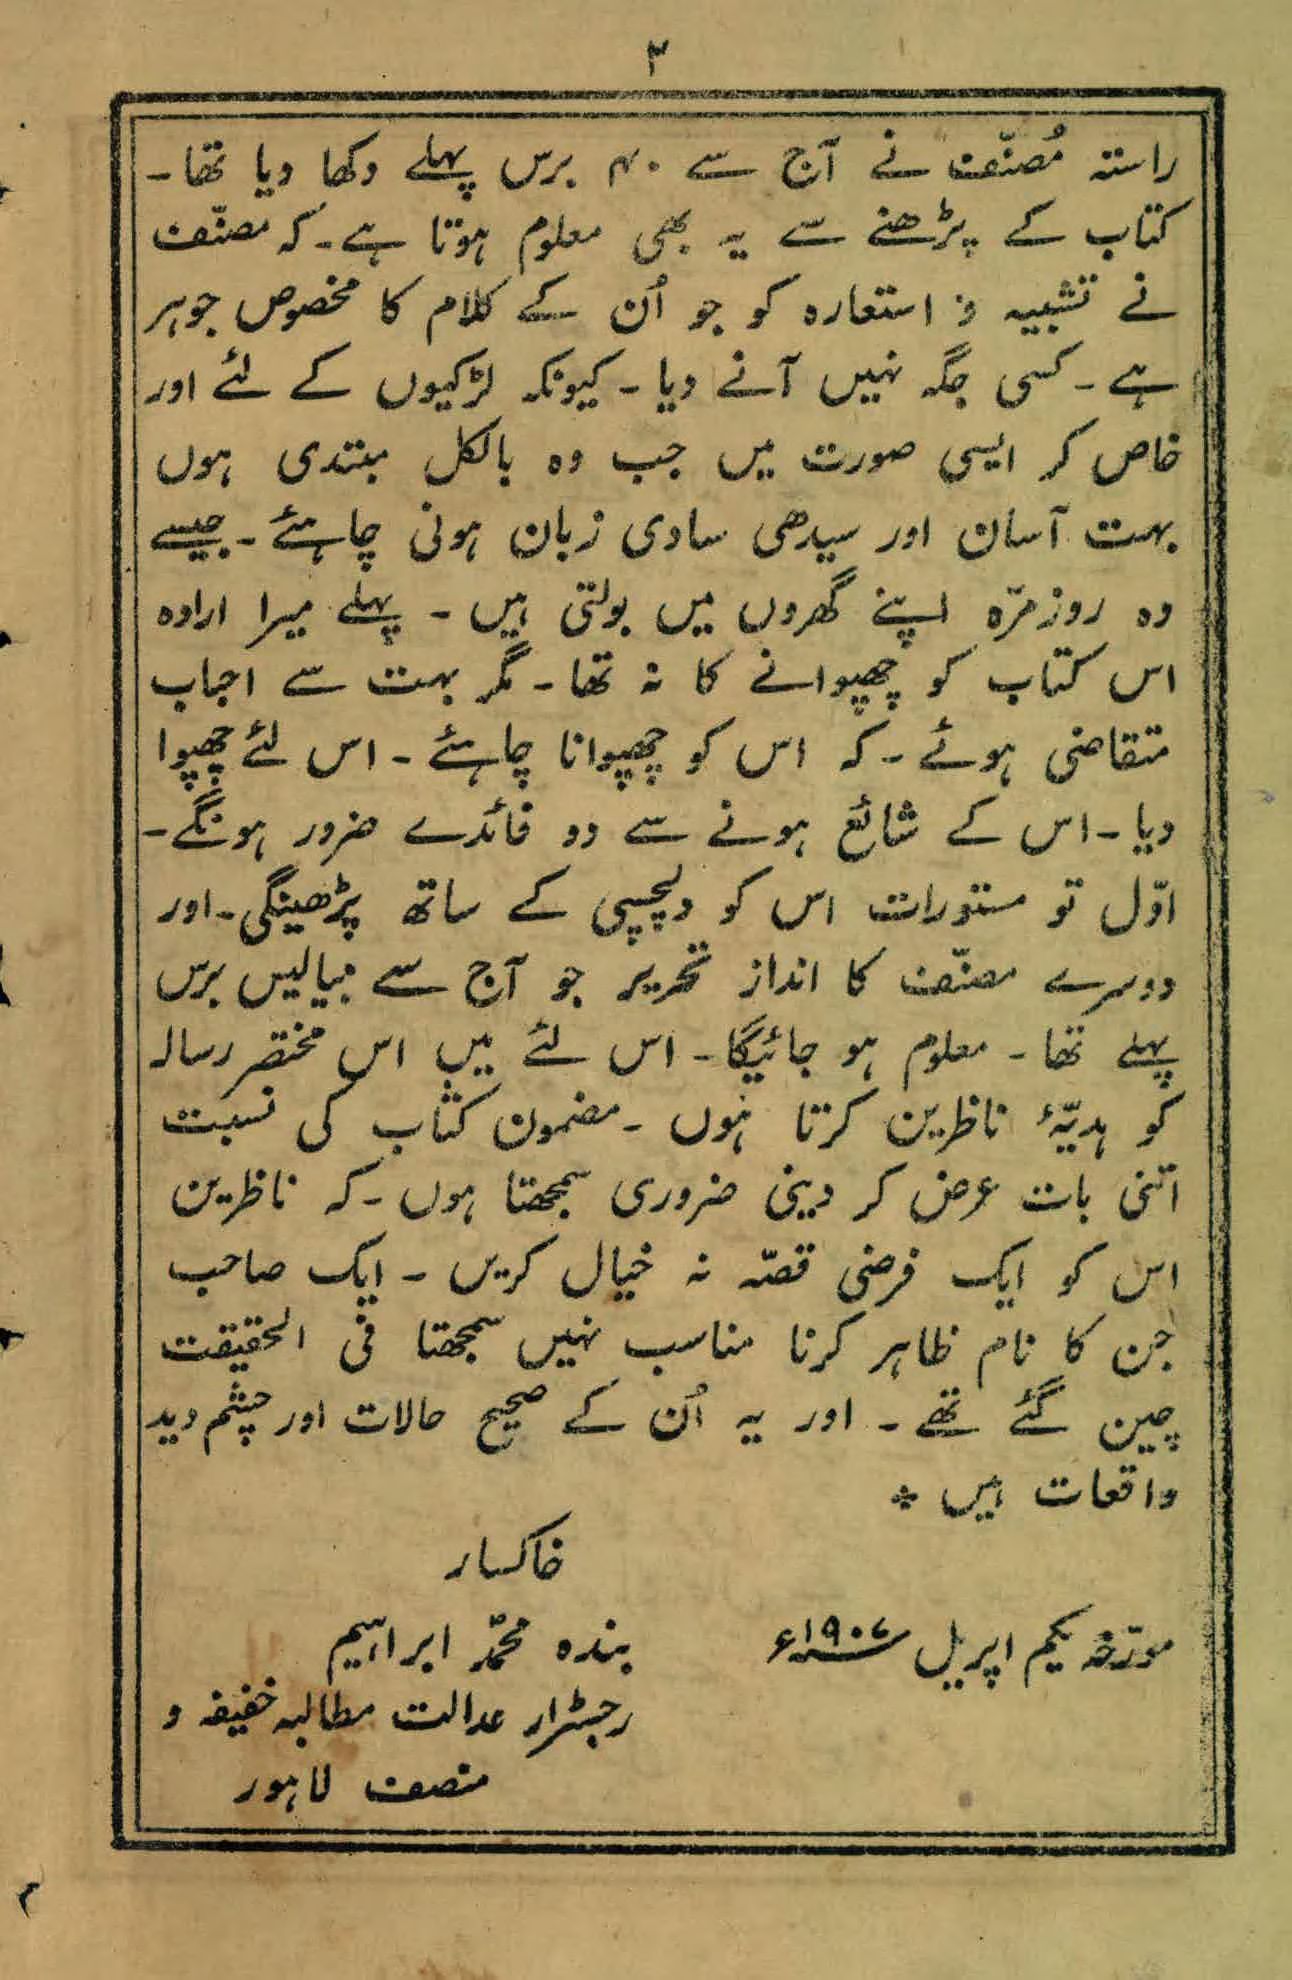 ۲
راستہ مُصنّف نے آج سے ۴۰ برس پہلے دکھا دیا تھا۔
کتاب کے پڑھنے سے یہ بھی معلوم ہوتا ہے۔ کہ مصنّف
نے تشبیہ و استعارہ کو جو اُن کے کلام کا مخصوص جوہر
ہے۔ کسی جگہ نہیں آنے دیا۔ کیونکہ لڑکیوں کے لئے اور
خاص کر ایسی صورت میں جب وہ بالکل مبتدی ہوں
بہت آسان اور سیدھی سادی زبان ہونی چاہئے۔ جیسے
وہ روزمرّہ اپنے گھروں میں بولتی ہیں۔ پہلے میرا ارادہ
اس کتاب کو چھپوانے کا نہ تھا۔ مگر بہت سے احباب
متقاضی ہوئے۔ کہ اس کو چھپوانا چاہئے۔ اس لئے چھپوا
دیا۔ اس کے شائع ہونے سے دو فائدے ضرور ہونگے۔
اوّل تو مستورات اس کو دلچسپی کے ساتھ پڑھینگی۔ اور
دوسرے مصنّف کا انداز تحریر جو آج سے بیالیس برس
پہلے تھا۔ معلوم ہو جائیگا۔ اس لئے میں اس مختصر رسالہ
کو ہدیّۂ ناظرین کرتا ہوں۔ مضمون کتاب کی نسبت
اتنی بات عرض کر دینی ضروری سمجھتا ہوں۔ کہ ناظرین
اس کو ایک فرضی قصّہ نہ خیال کریں۔ ایک صاحب
جن کا نام ظاہر کرنا مناسب نہیں سمجھتا فی الحقیقت
چین گئے تھے۔ اور یہ اُن کے صحیح حالات اور چشم دید
واقعات ہیں *
خاکسار
مورّخہ یکم اپریل ۱۹۰۷ء
بندہ محمّد ابراہیم
رجسٹرار عدالت مطالبہ خفیفہ و
منصف لاہور